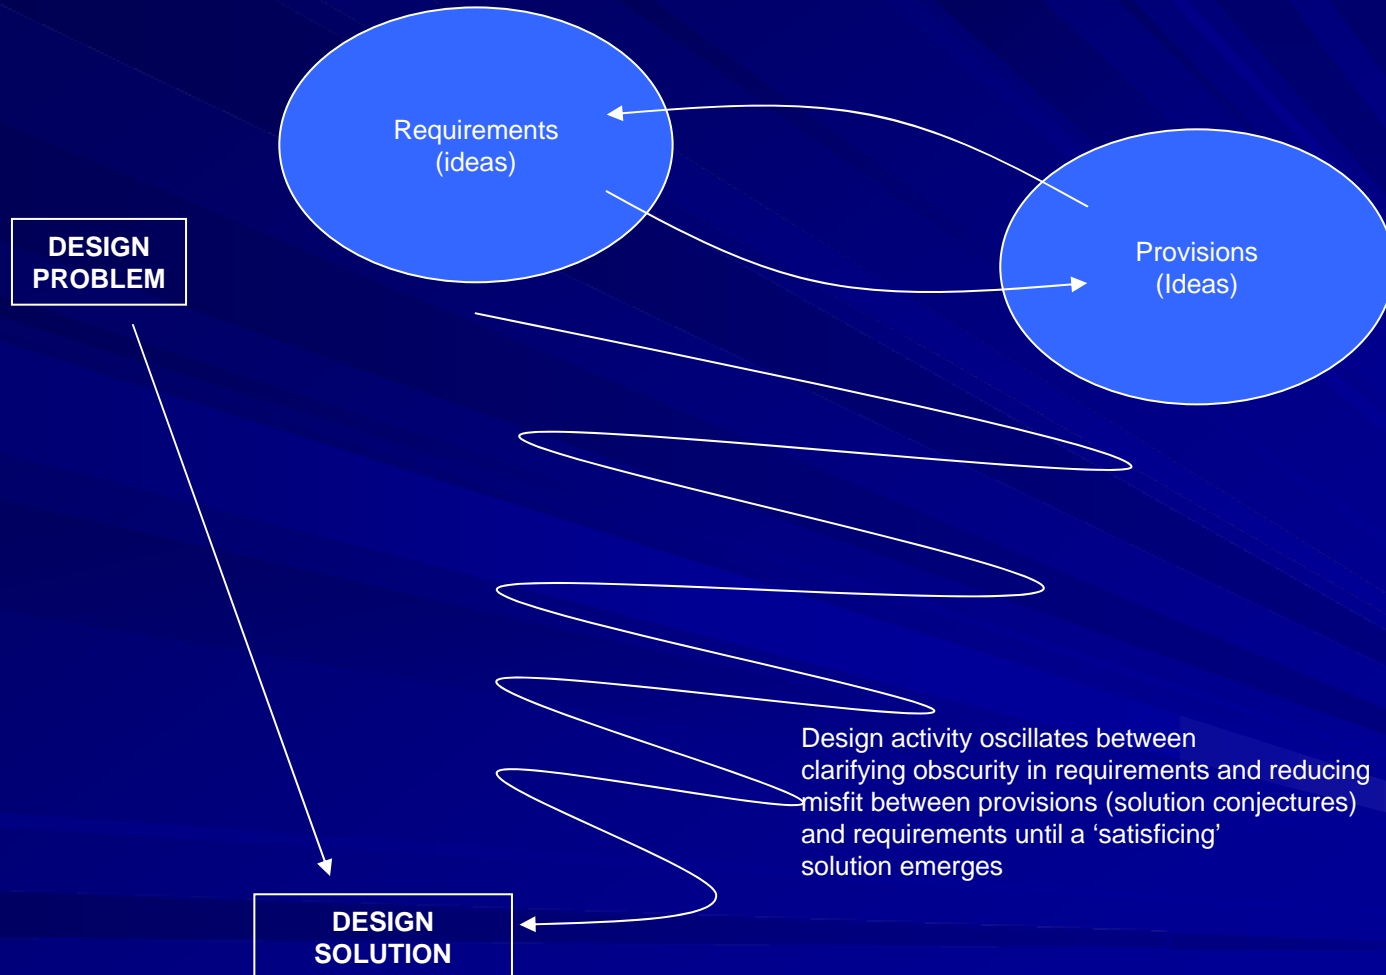 Requirements
(ideas)
Provisions
(Ideas)
DESIGN
PROBLEM
Design activity oscillates between
clarifying obscurity in requirements and reducing
misfit between provisions (solution conjectures)
and requirements until a ‘satisficing’
solution emerges
DESIGN
SOLUTION